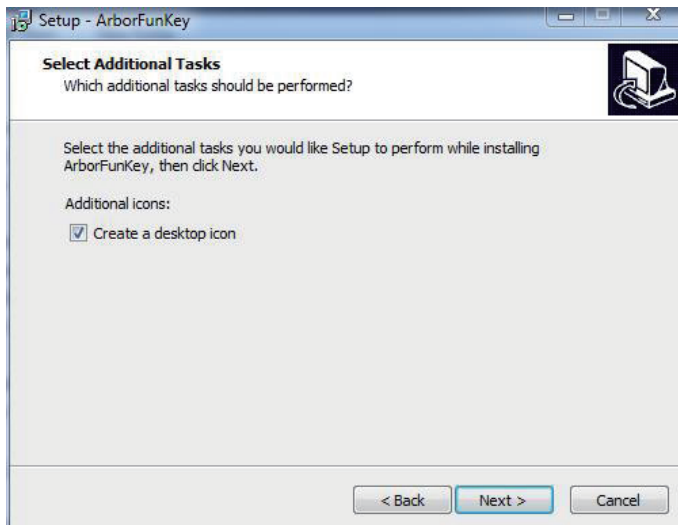 Setup - ArborFunKey
Select Additional Tasks
Which additional tasks should be performed?
Select the additional tasks you would like Setup to perform while installing
ArborFunKey, then click Next.
Additional icons:
Create a desktop icon
< Back Next > Cancel